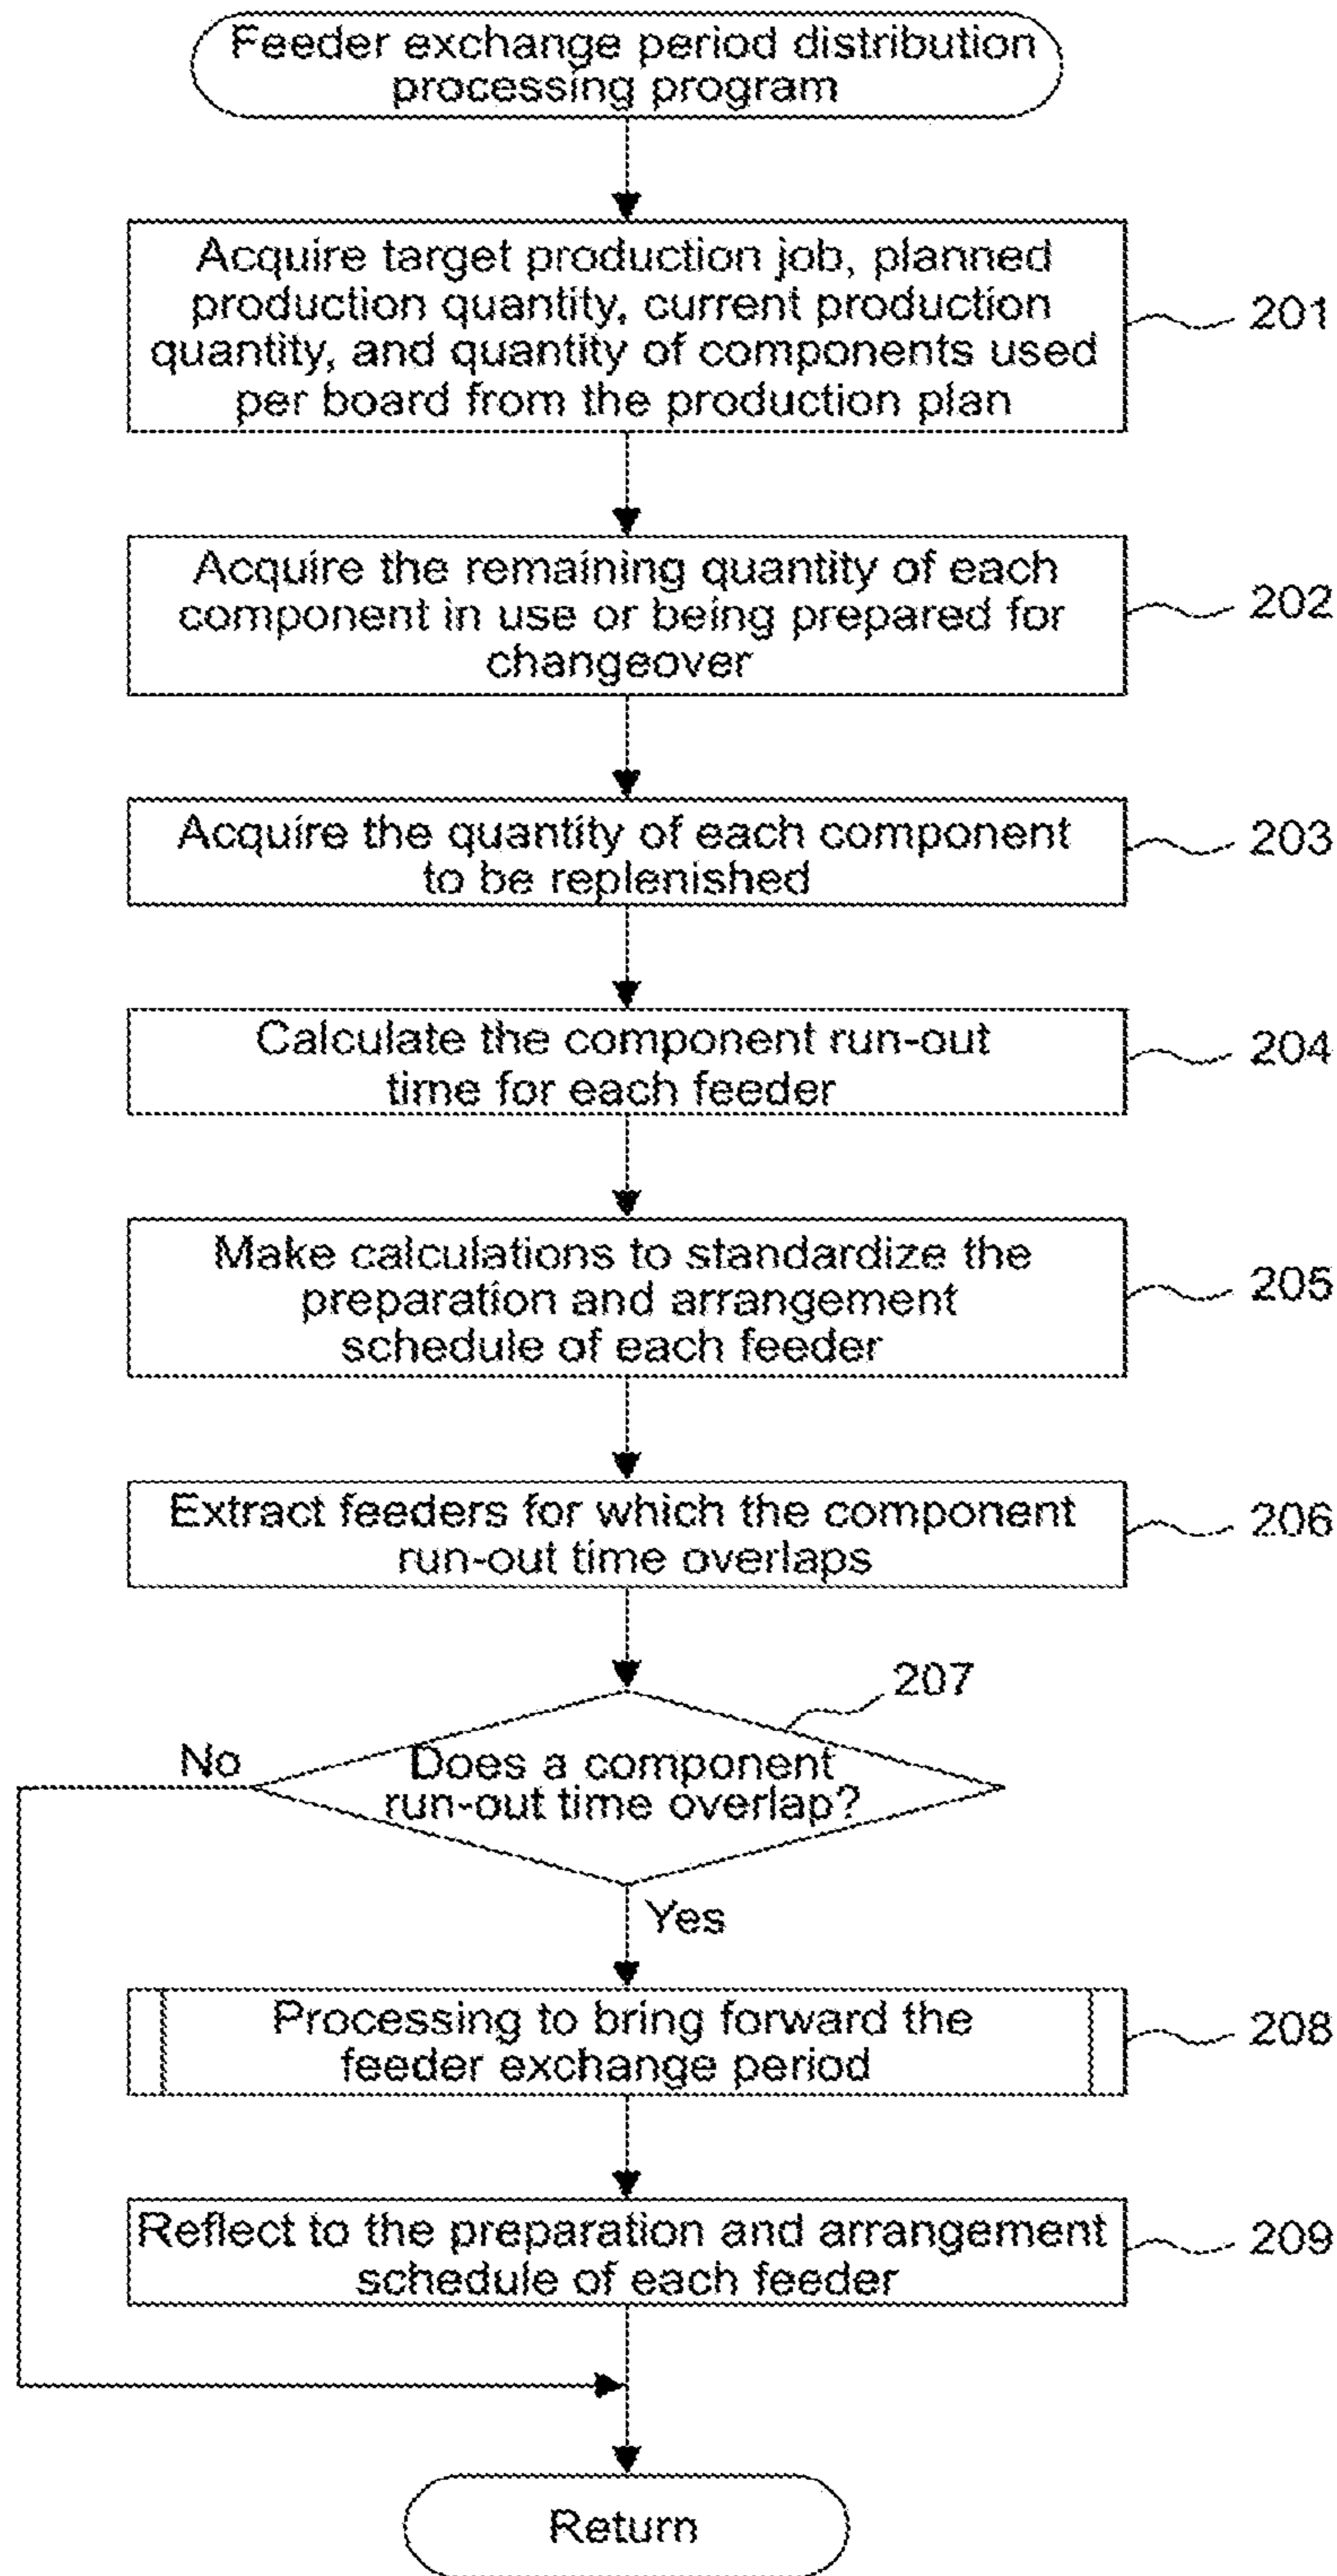 Feeder exchange period distribution
processing program
Acquire target production job, planned
production quantity, current production
quantity, and quantity of components used
per board from the production plan
201
Acquire the remaining quantity of each
component in use or being prepared for
changeover
202
Acquire the quantity of each component
to be replenished
203
Calculate the component run-out
time for each feeder
204
Make calculations to standardize the
preparation and arrangement
schedule of each feeder
205
Extract feeders for which the component
run-out time overlaps
206
207
No
Does a component
run-out time overlap?
Yes
Processing to bring forward the
feeder exchange period
208
Reflect to the preparation and arrangement
schedule of each feeder
209
Return